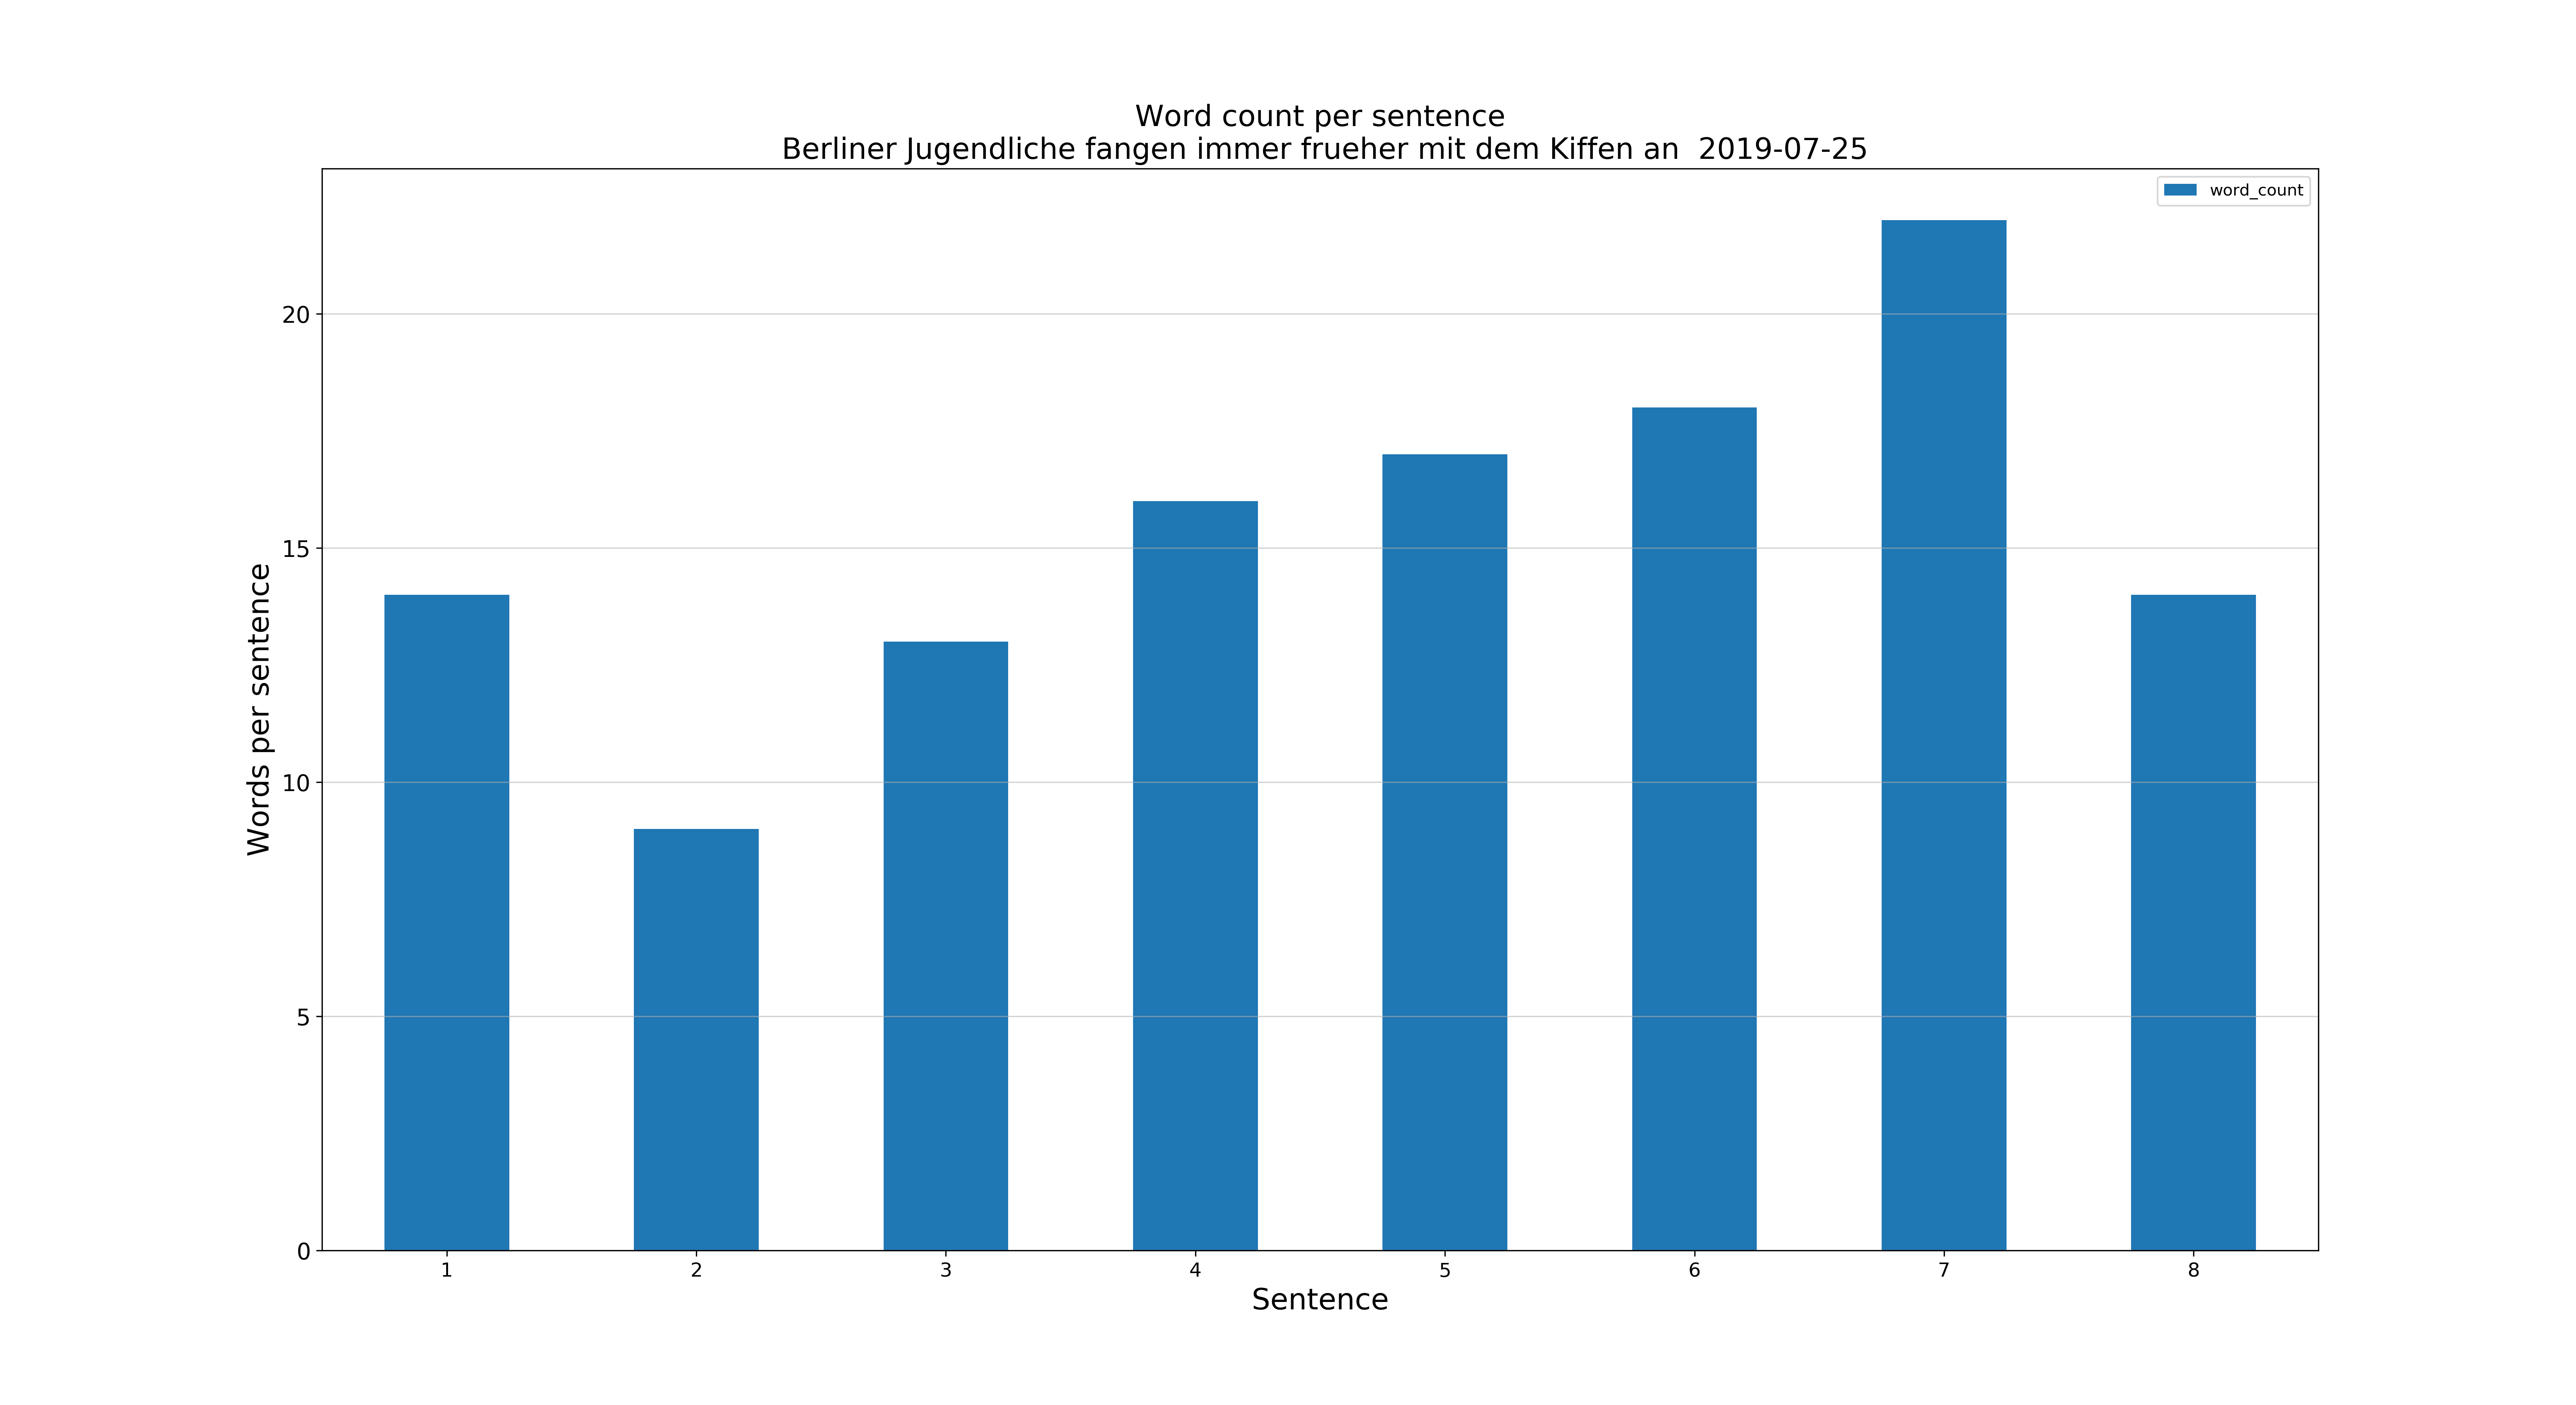 Word count per sentence
Berliner Jugendliche fangen immer frueher mit dem Kiffen an  2019-07-25
word_count
20
15
10
5
0
Words per sentence
1 2 3 4 5 6 7 8
Sentence